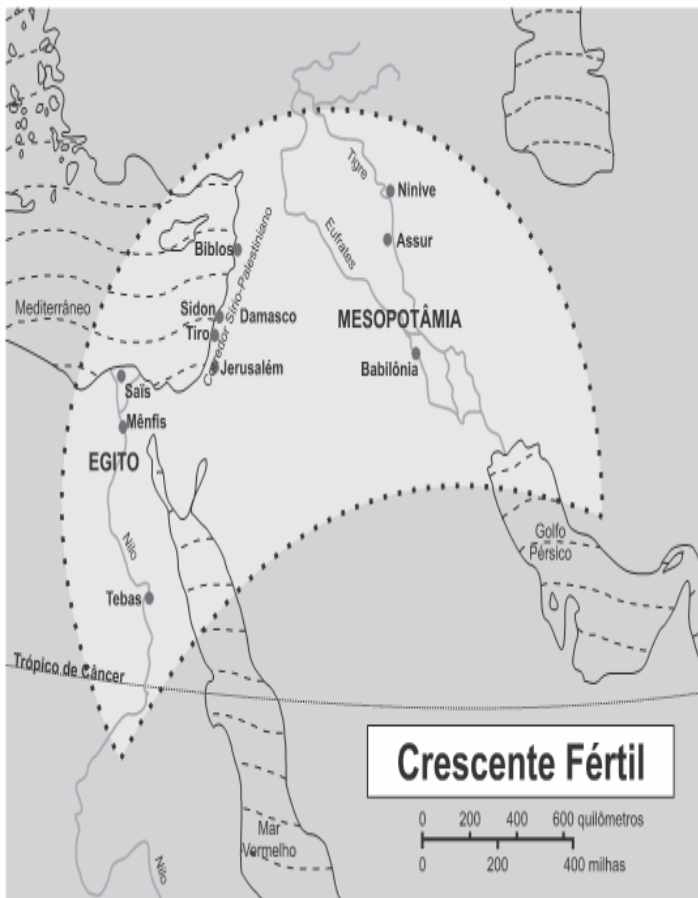 Tigre
Ninive
Eufrates
Assur
Biblos
Corredor Sírio-Palestiniano
Mediterrâneo
Sidon
Damasco
MESOPOTÂMIA
Tiro
Jerusalém
Babilônia
Saïs
Mênfis
EGITO
Nilo
Golfo
Pérsico
Tebas
Trópico de Câncer
Crescente Fértil
0 200 400 600 quilômetros
0 200 400 milhas
Mar
Vermelho
Nilo